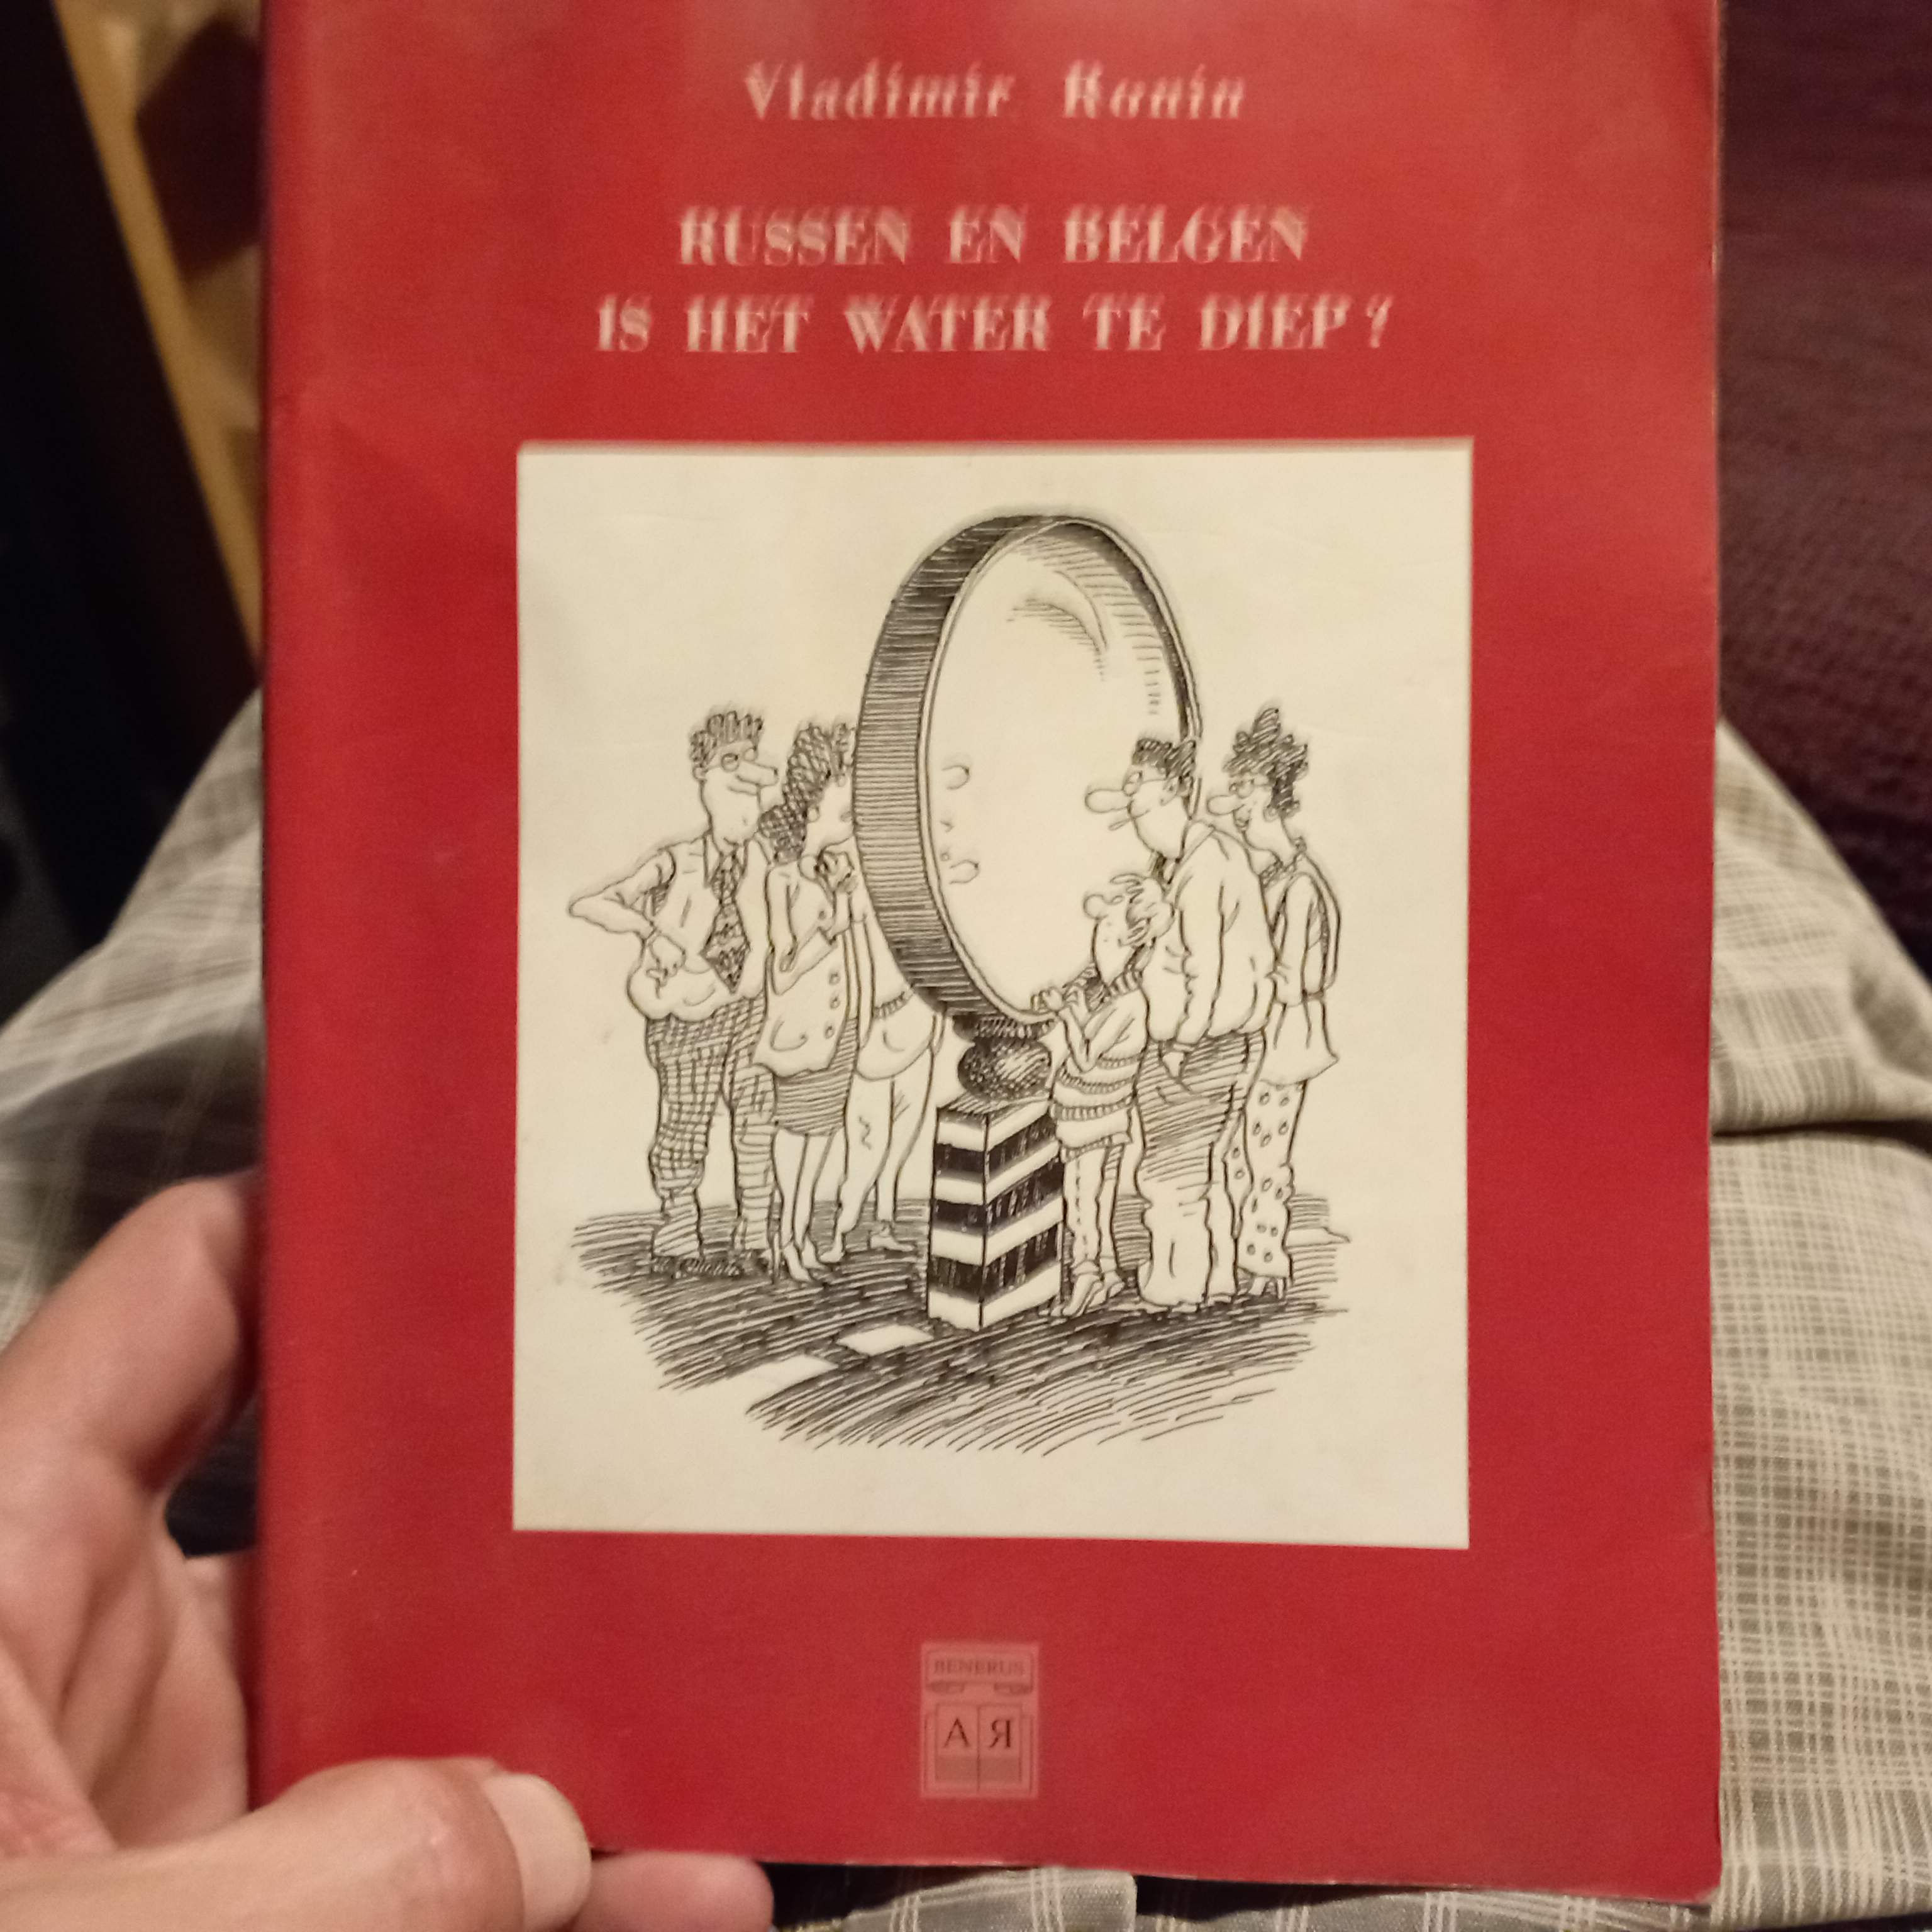 Vladimir Ronin
RUSSEN EN BELGEN
IS HET WATER TE DIEP?
BENERUS
A Я